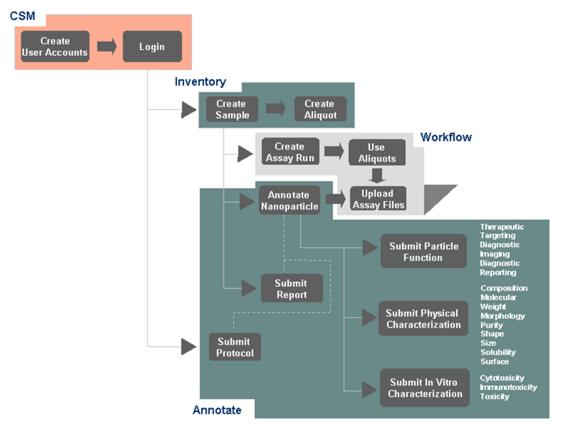 CSM
Create
User Accounts
Login
Inventory
Create
Sample
Create
Aliquot
Workflow
Create
Assay Run
Use
Aliquots
Annotate
Nanoparticle
Upload
Assay Files
Submit Particle
Function
Therapeutic
Targeting
Diagnostic
Imaging
Diagnostic
Reporting
Submit
Report
Submit Physical
Characterization
Composition
Molecular
Weight
Morphology
Purity
Shape
Size
Solubility
Surface
Submit
Protocol
Submit In Vitro
Characterization
Cytotoxicity
Immunotoxicity
Toxicity
Annotate